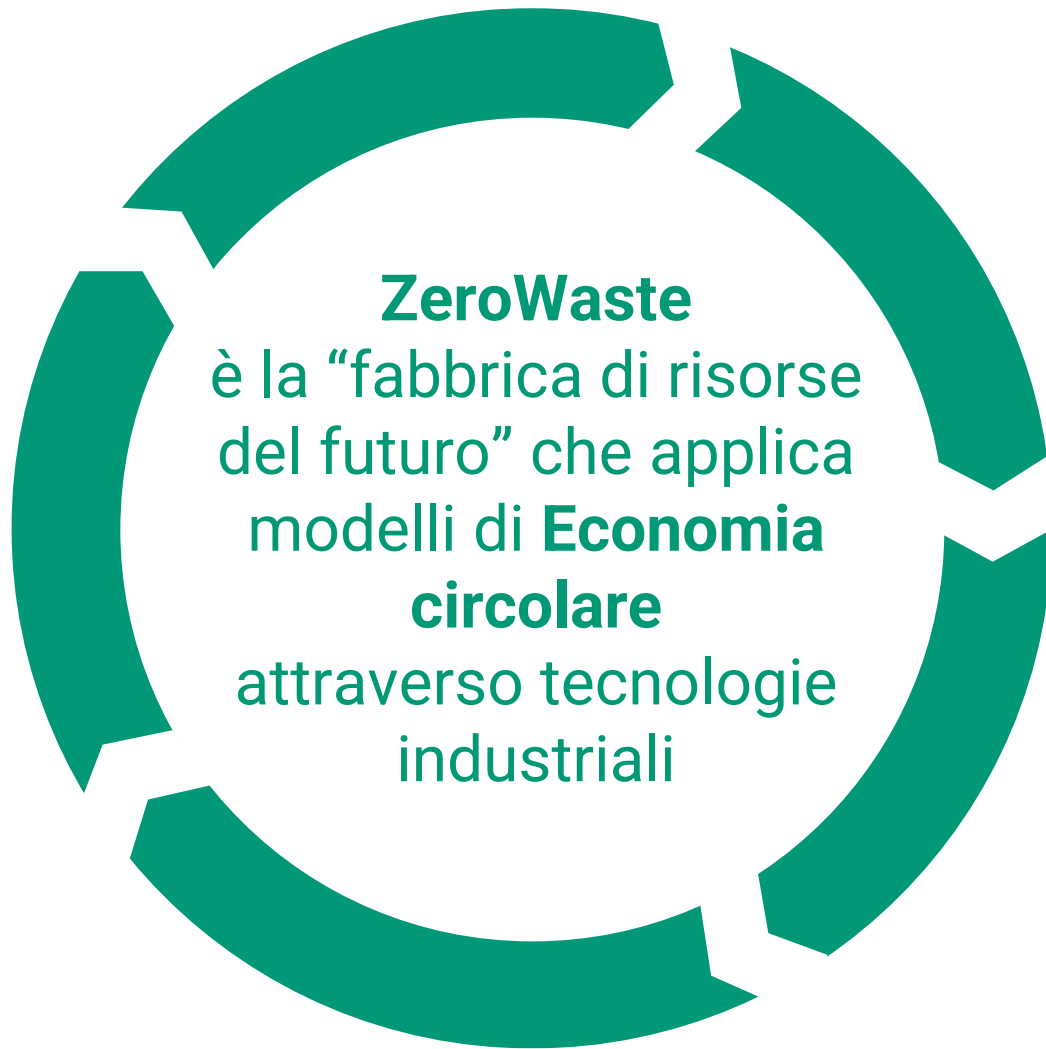 ZeroWaste
è la “fabbrica di risorse
del futuro” che applica
modelli di Economia
circolare
attraverso tecnologie
industriali